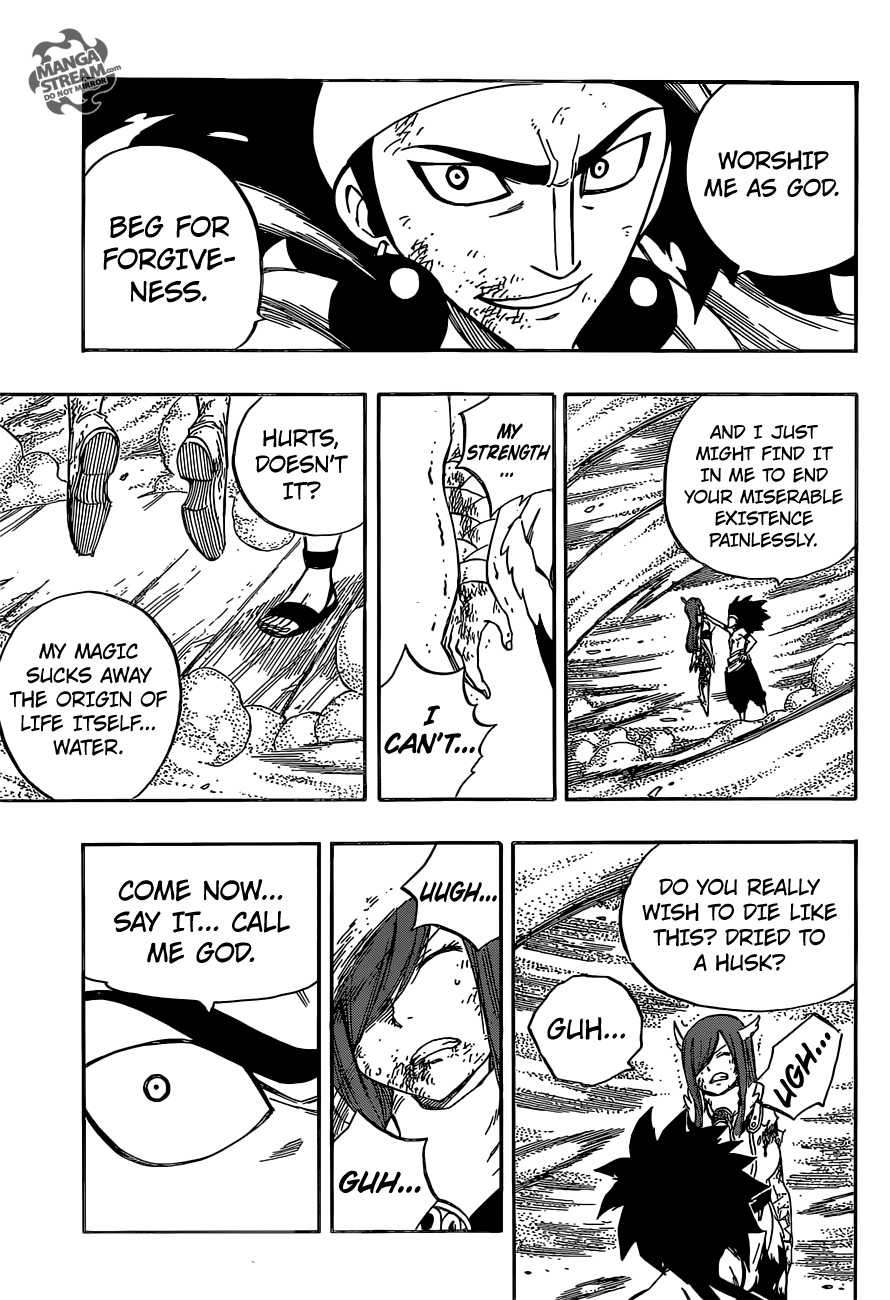 MANGA
STREAM.com
DO NOT MIRROR
WORSHIP
ME AS GOD.
BEG FOR
FORGIVE-
NESS.
AND I JUST
MIGHT FIND IT
IN ME TO END
YOUR MISERABLE
EXISTENCE
PAINLESSLY.
MY
STRENGTH
...
I
CAN'T...
HURTS,
DOESN'T
IT?
MY MAGIC
SUCKS AWAY
THE ORIGIN OF
LIFE ITSELF...
WATER.
DO YOU REALLY
WISH TO DIE LIKE
THIS? DRIED TO
A HUSK?
UGH...
GUH...
UUGH...
GUH...
COME NOW...
SAY IT... CALL
ME GOD.